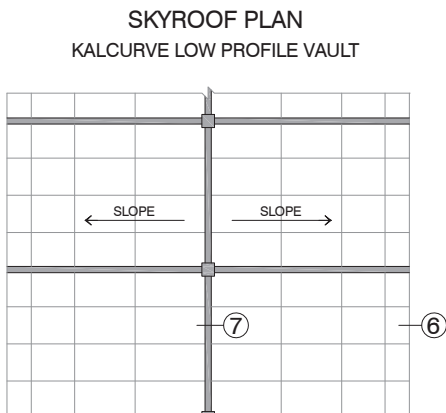 SKYROOF PLAN
KALCURVE LOW PROFILE VAULT
SLOPE SLOPE
7 6